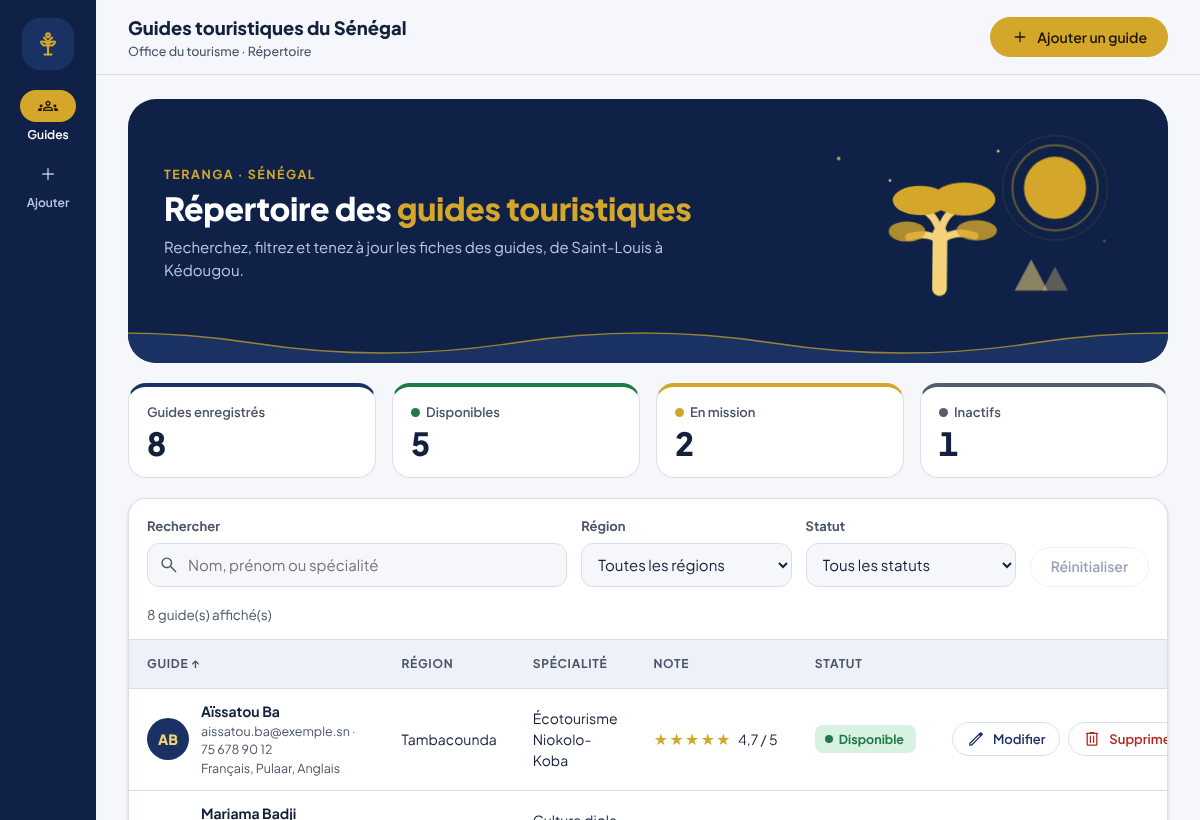 Guides touristiques du Sénégal
Office du tourisme · Répertoire
+ Ajouter un guide
Guides
+
Ajouter
TERANGA · SÉNÉGAL
Répertoire des guides touristiques
Recherchez, filtrez et tenez à jour les fiches des guides, de Saint-Louis à
Kédougou.
Guides enregistrés
8
Disponibles
5
En mission
2
Inactifs
1
Rechercher
Nom, prénom ou spécialité
Région
Toutes les régions
Statut
Tous les statuts
Réinitialiser
8 guide(s) affiché(s)
GUIDE ↑ RÉGION SPÉCIALITÉ NOTE STATUT
AB
Aïssatou Ba
aissatou.ba@exemple.sn ·
75 678 90 12
Français, Pulaar, Anglais
Tambacounda
Écotourisme
Niokolo-
Koba
★★★★★ 4,7 / 5
Disponible
Modifier
Supprime
Mariama Badji
Culture diola